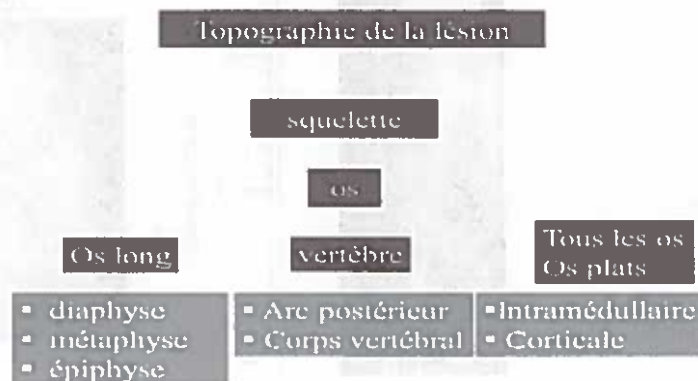 Topographie de la lésion
squelette
os
Os long
vertèbre
Tous les os
Os plats
▪ diaphyse
▪ métaphyse
▪ épiphyse
▪ Arc postérieur
▪ Corps vertébral
▪Intramédullaire
▪ Corticale